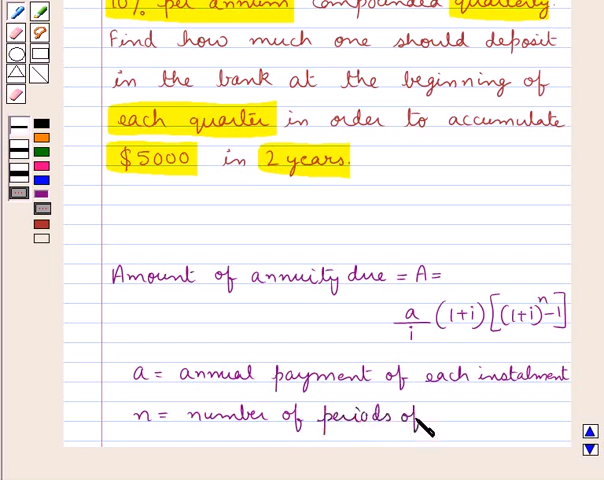 10% per annum compounded quarterly.
Find how much one should deposit
in the bank at the beginning of
each quarter in order to accumulate
$5000 in 2 years.
Amount of annuity due = A =
a/i (1+i) [(1+i)^n -1]
a = annual payment of each instalment
n = number of periods of